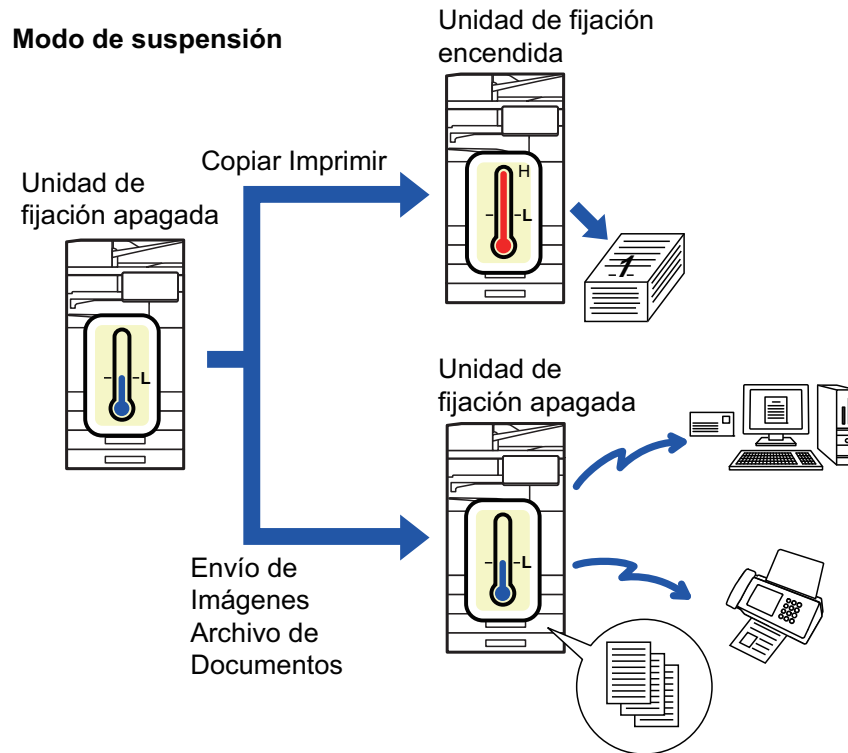 Modo de suspensión
Unidad de fijación
encendida
Copiar Imprimir
H
L
1
Unidad de
fijación apagada
L
Unidad de
fijación apagada
L
Envío de
Imágenes
Archivo de
Documentos